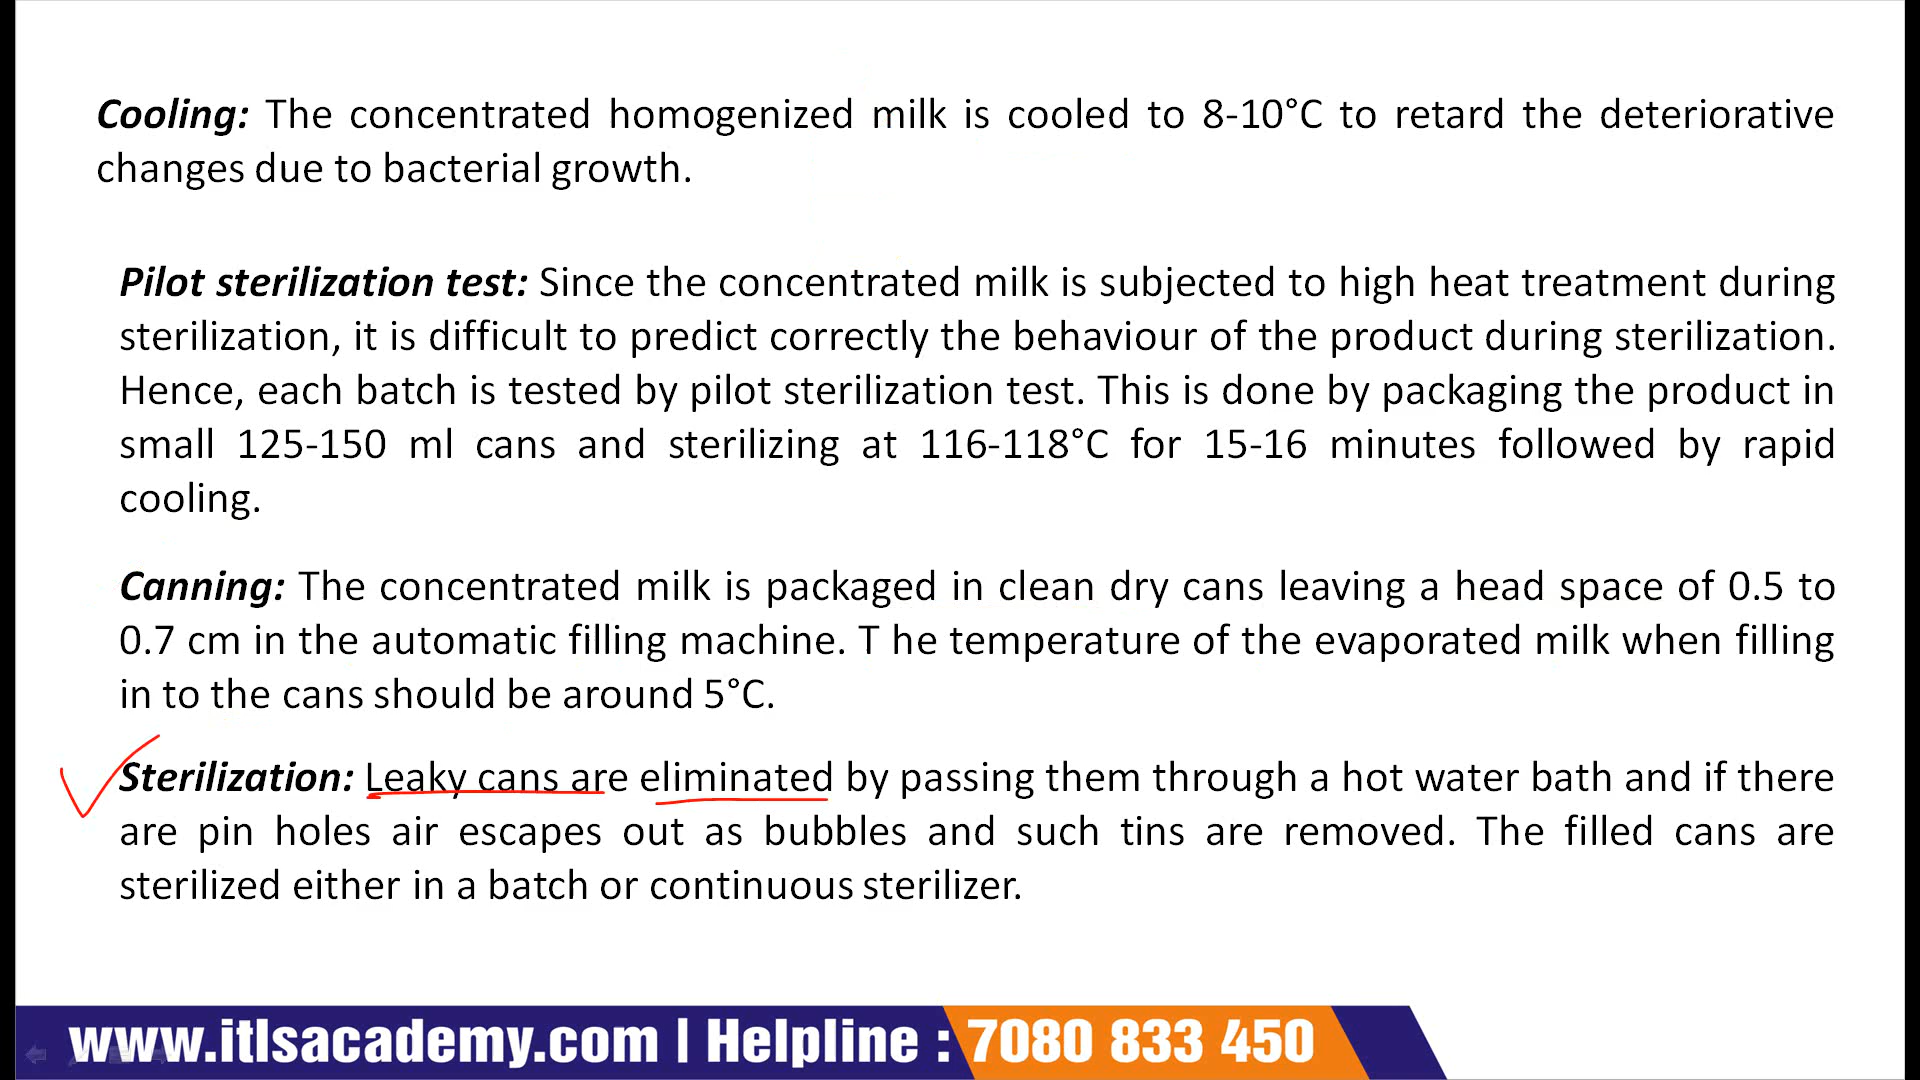 Cooling: The concentrated homogenized milk is cooled to 8-10°C to retard the deteriorative
changes due to bacterial growth.
Pilot sterilization test: Since the concentrated milk is subjected to high heat treatment during
sterilization, it is difficult to predict correctly the behaviour of the product during sterilization.
Hence, each batch is tested by pilot sterilization test. This is done by packaging the product in
small 125-150 ml cans and sterilizing at 116-118°C for 15-16 minutes followed by rapid
cooling.
Canning: The concentrated milk is packaged in clean dry cans leaving a head space of 0.5 to
0.7 cm in the automatic filling machine. T he temperature of the evaporated milk when filling
in to the cans should be around 5°C.
Sterilization: Leaky cans are eliminated by passing them through a hot water bath and if there
are pin holes air escapes out as bubbles and such tins are removed. The filled cans are
sterilized either in a batch or continuous sterilizer.
www.itlsacademy.com | Helpline : 7080 833 450